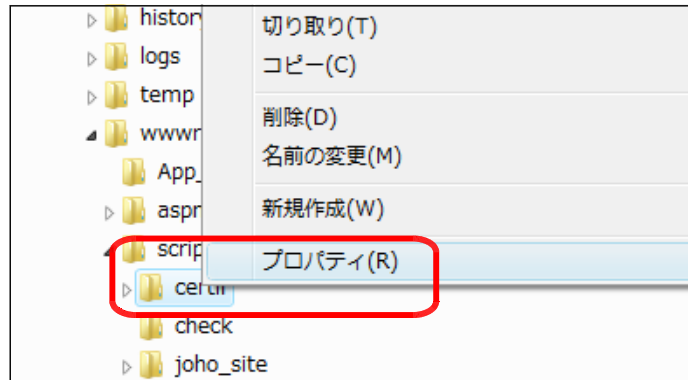 history
logs
temp
App_
check
joho_site
切り取り(T)
コピー(C)
削除(D)
名前の変更(M)
新規作成(W)
プロパティ(R)